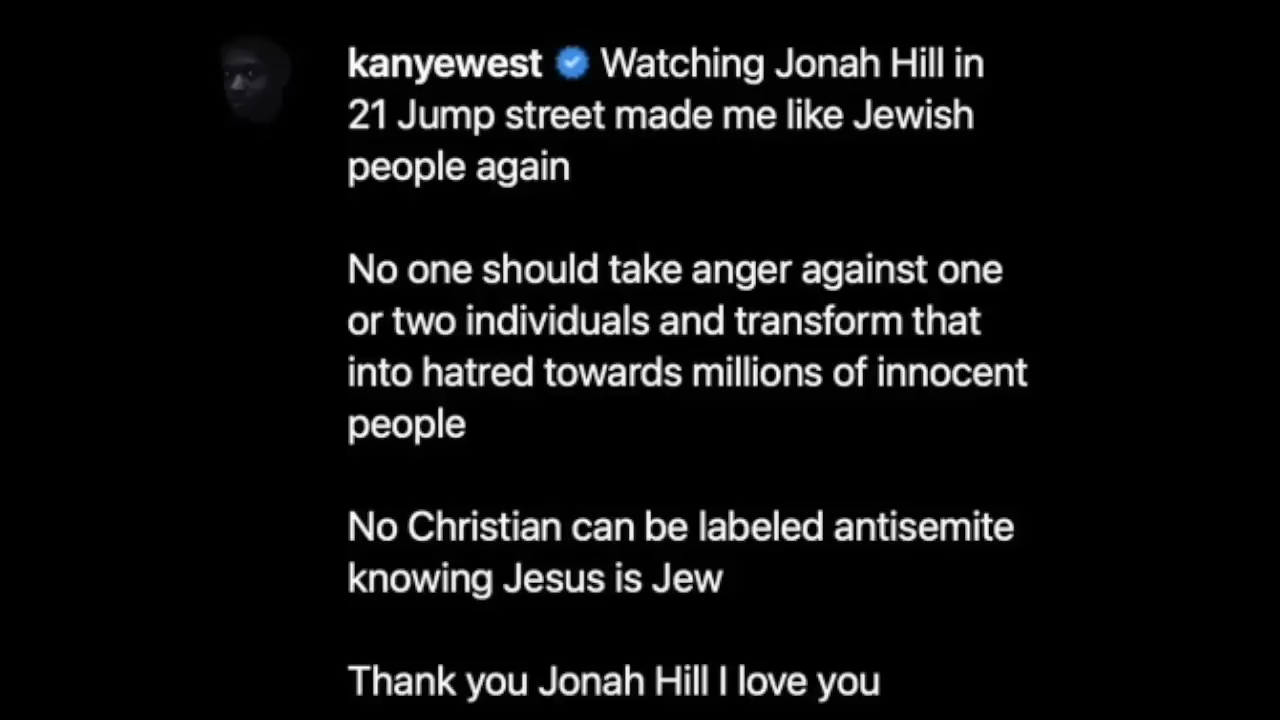 kanyewest Watching Jonah Hill in
21 Jump street made me like Jewish
people again
No one should take anger against one
or two individuals and transform that
into hatred towards millions of innocent
people
No Christian can be labeled antisemite
knowing Jesus is Jew
Thank you Jonah Hill I love you